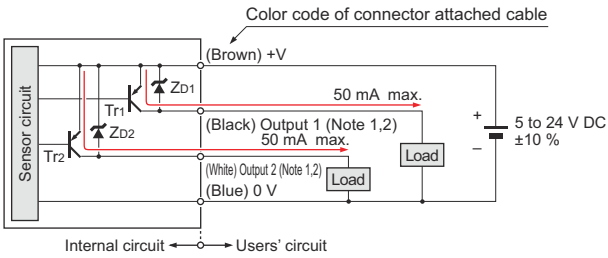 Color code of connector attached cable
Sensor circuit
(Brown) +V
Tr1
ZD1
50 mA max.
(Black) Output 1 (Note 1,2)
Tr2
ZD2
50 mA max.
(White) Output 2 (Note 1,2)
Load
Load
(Blue) 0 V
+
−
5 to 24 V DC
±10 %
Internal circuit
Users' circuit